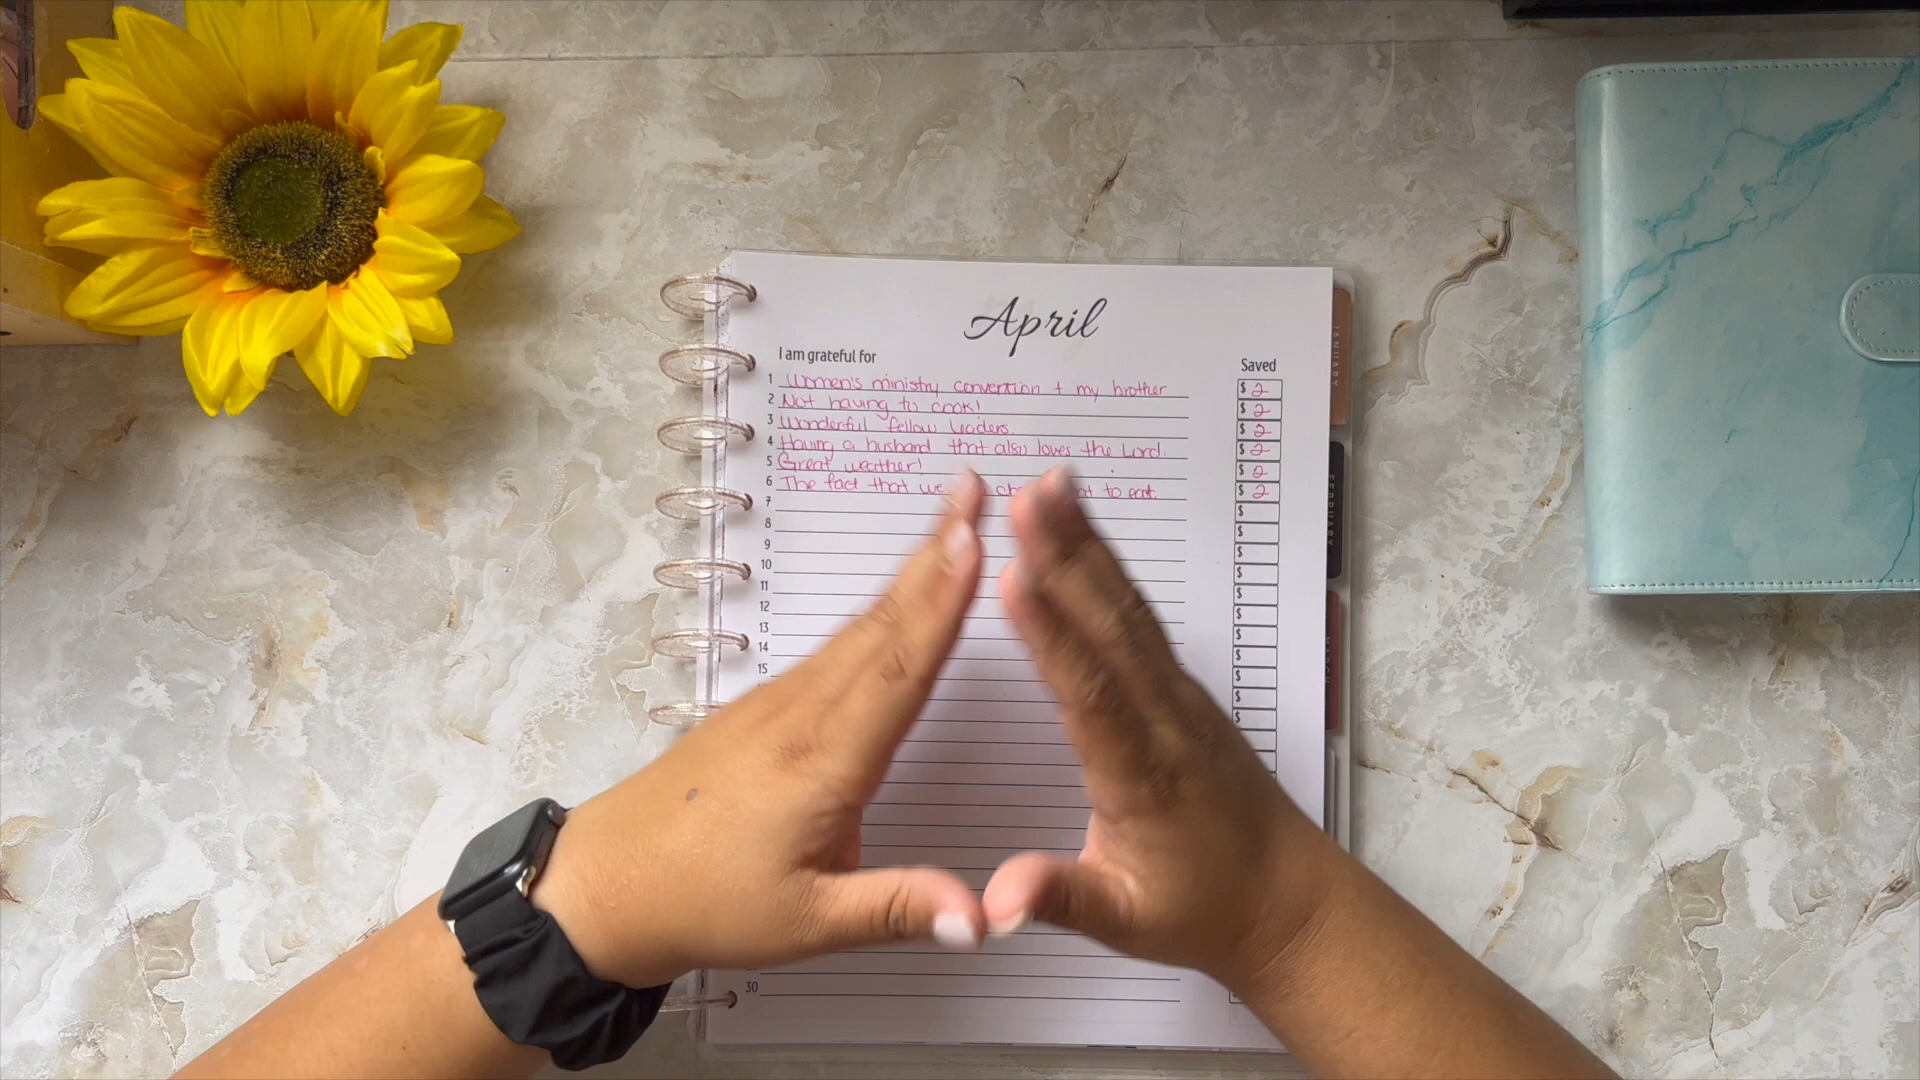 April
I am grateful for
Saved
1 Women's ministry convention + my brother $ 2
2 Not having to cook! $ 2
3 Wonderful fellow leaders. $ 2
4 Having a husband that also loves the Lord. $ 2
5 Great weather! $ 2
6 The fact that we to eat. $ 2
7 $
8 $
9 $
10 $
11 $
12 $
13 $
14 $
15 $
$
$
30
JANUARY
FEBRUARY